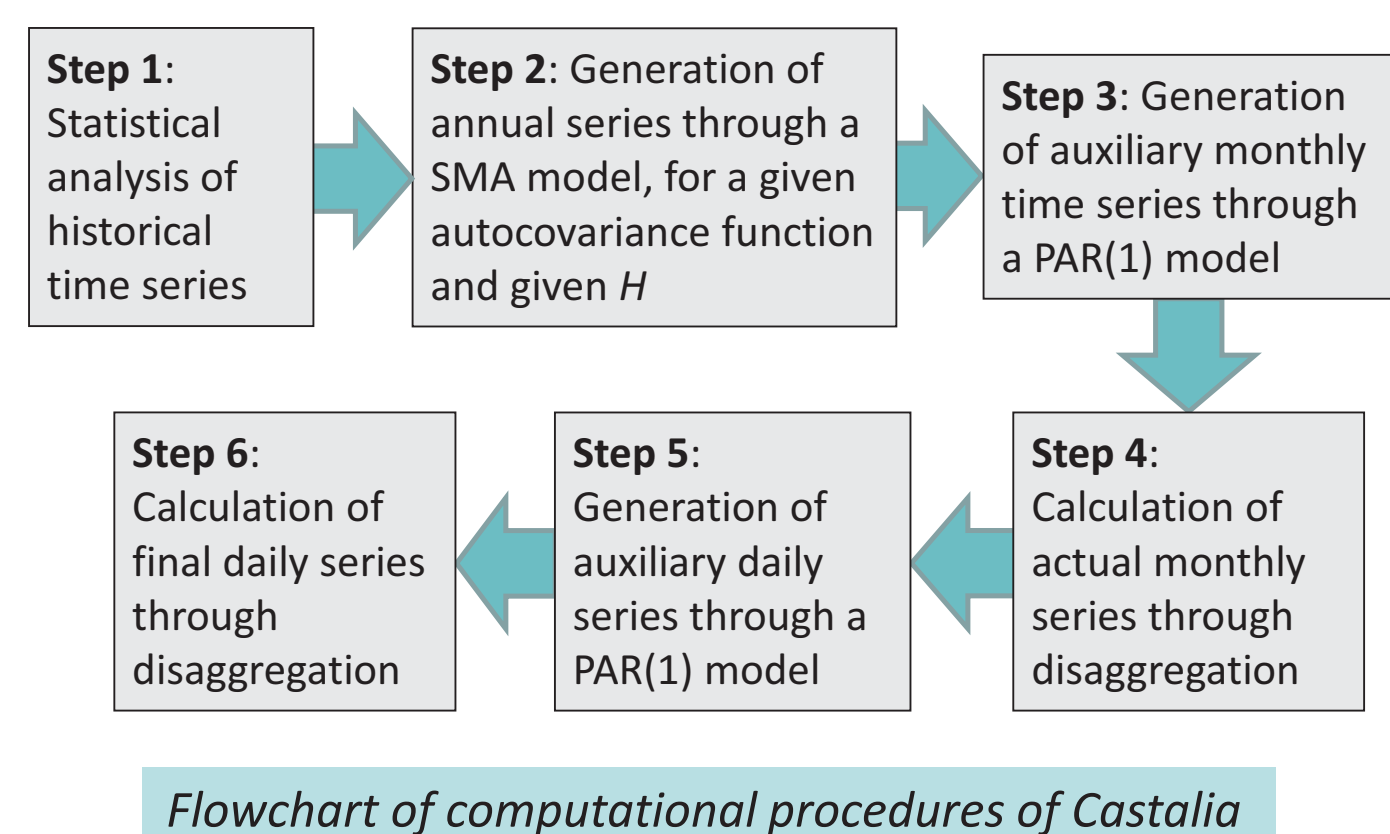 Step 1:
Statistical
analysis of
historical
time series
Step 2: Generation of
annual series through a
SMA model, for a given
autocovariance function
and given H
Step 3: Generation
of auxiliary monthly
time series through
a PAR(1) model
Step 4:
Calculation of
actual monthly
series through
disaggregation
Step 5:
Generation of
auxiliary daily
series through a
PAR(1) model
Step 6:
Calculation of
final daily series
through
disaggregation
Flowchart of computational procedures of Castalia